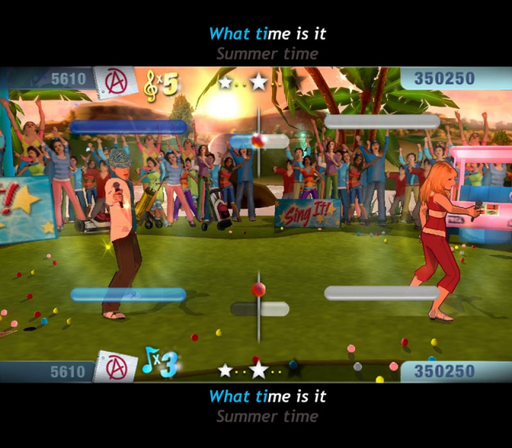 What time is it
Summer time
5610
A
x5
350250
!
Sing It!
5610
A
x3
350250
What time is it
Summer time